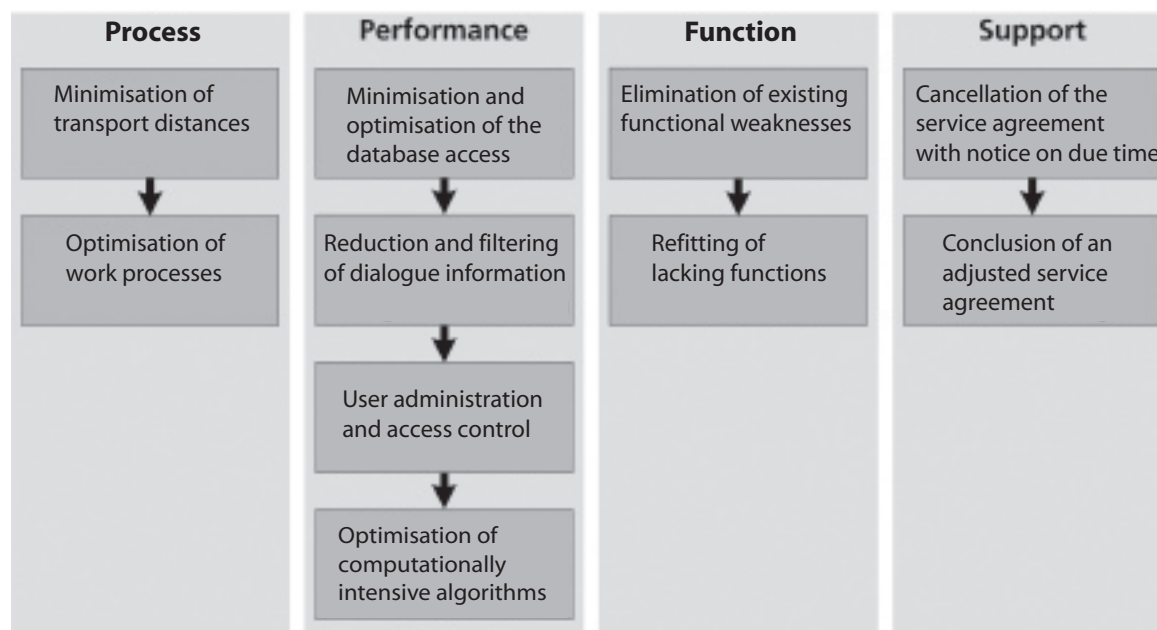 Process
Minimisation of
transport distances
Optimisation of
work processes
Performance
Minimisation and
optimisation of the
database access
Reduction and filtering
of dialogue information
User administration
and access control
Optimisation of
computationally
intensive algorithms
Function
Elimination of existing
functional weaknesses
Refitting of
lacking functions
Support
Cancellation of the
service agreement
with notice on due time
Conclusion of an
adjusted service
agreement